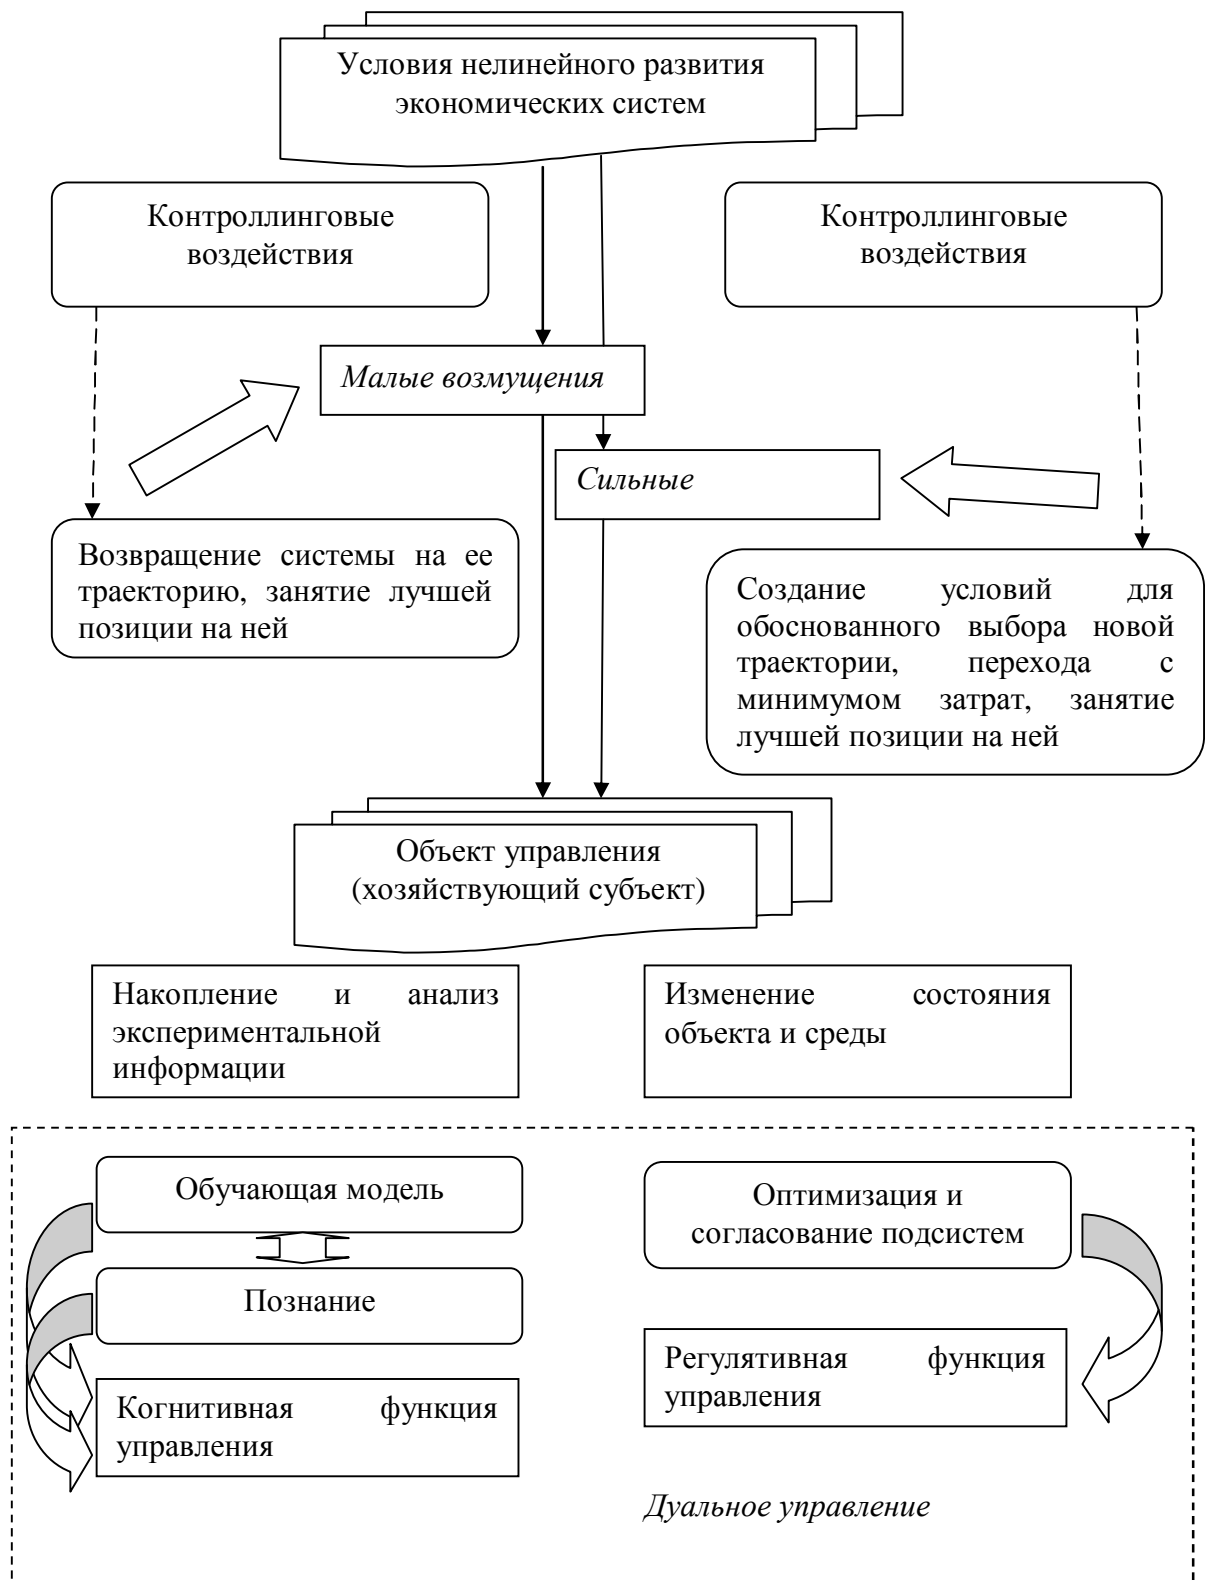 Условия нелинейного развития
экономических систем
Контроллинговые
воздействия
Контроллинговые
воздействия
Малые возмущения
Сильные
Возвращение системы на ее
траекторию, занятие лучшей
позиции на ней
Создание условий для
обоснованного выбора новой
траектории, перехода с
минимумом затрат, занятие
лучшей позиции на ней
Объект управления
(хозяйствующий субъект)
Накопление и анализ
экспериментальной
информации
Изменение состояния
объекта и среды
Обучающая модель
Оптимизация и
согласование подсистем
Познание
Регулятивная функция
управления
Когнитивная функция
управления
Дуальное управление